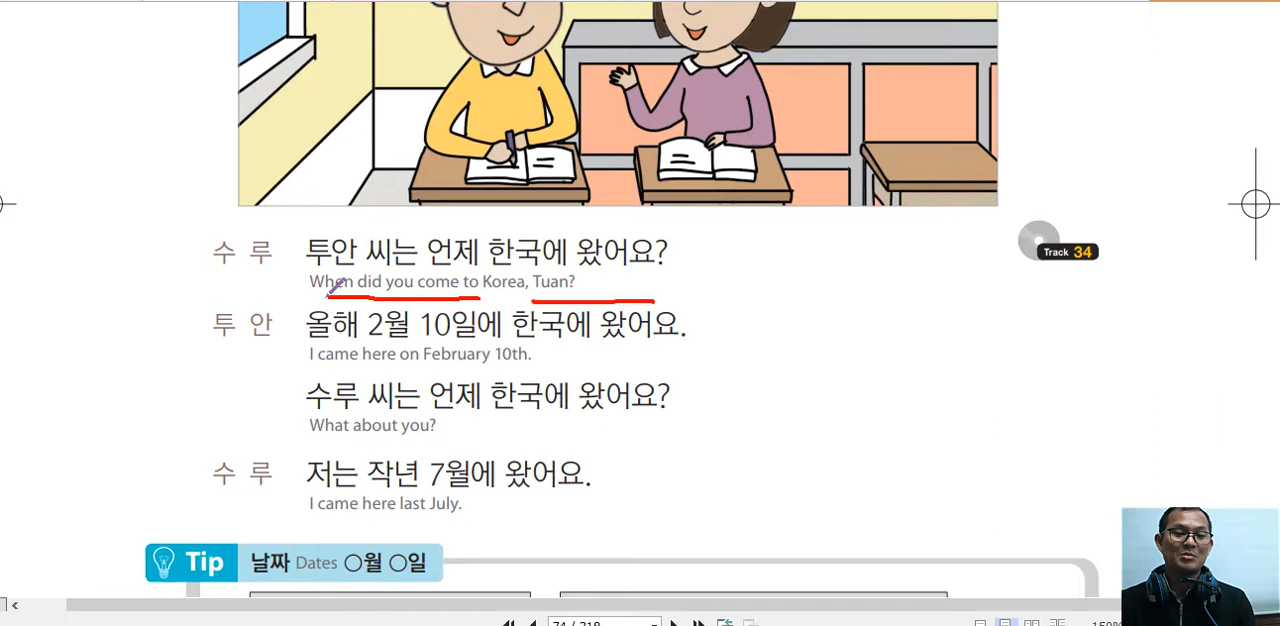 Track 34
수 루 투안 씨는 언제 한국에 왔어요?
When did you come to Korea, Tuan?
투 안 올해 2월 10일에 한국에 왔어요.
I came here on February 10th.
수루 씨는 언제 한국에 왔어요?
What about you?
수 루 저는 작년 7월에 왔어요.
I came here last July.
Tip 날짜 Dates ○월 ○일
74 / 218